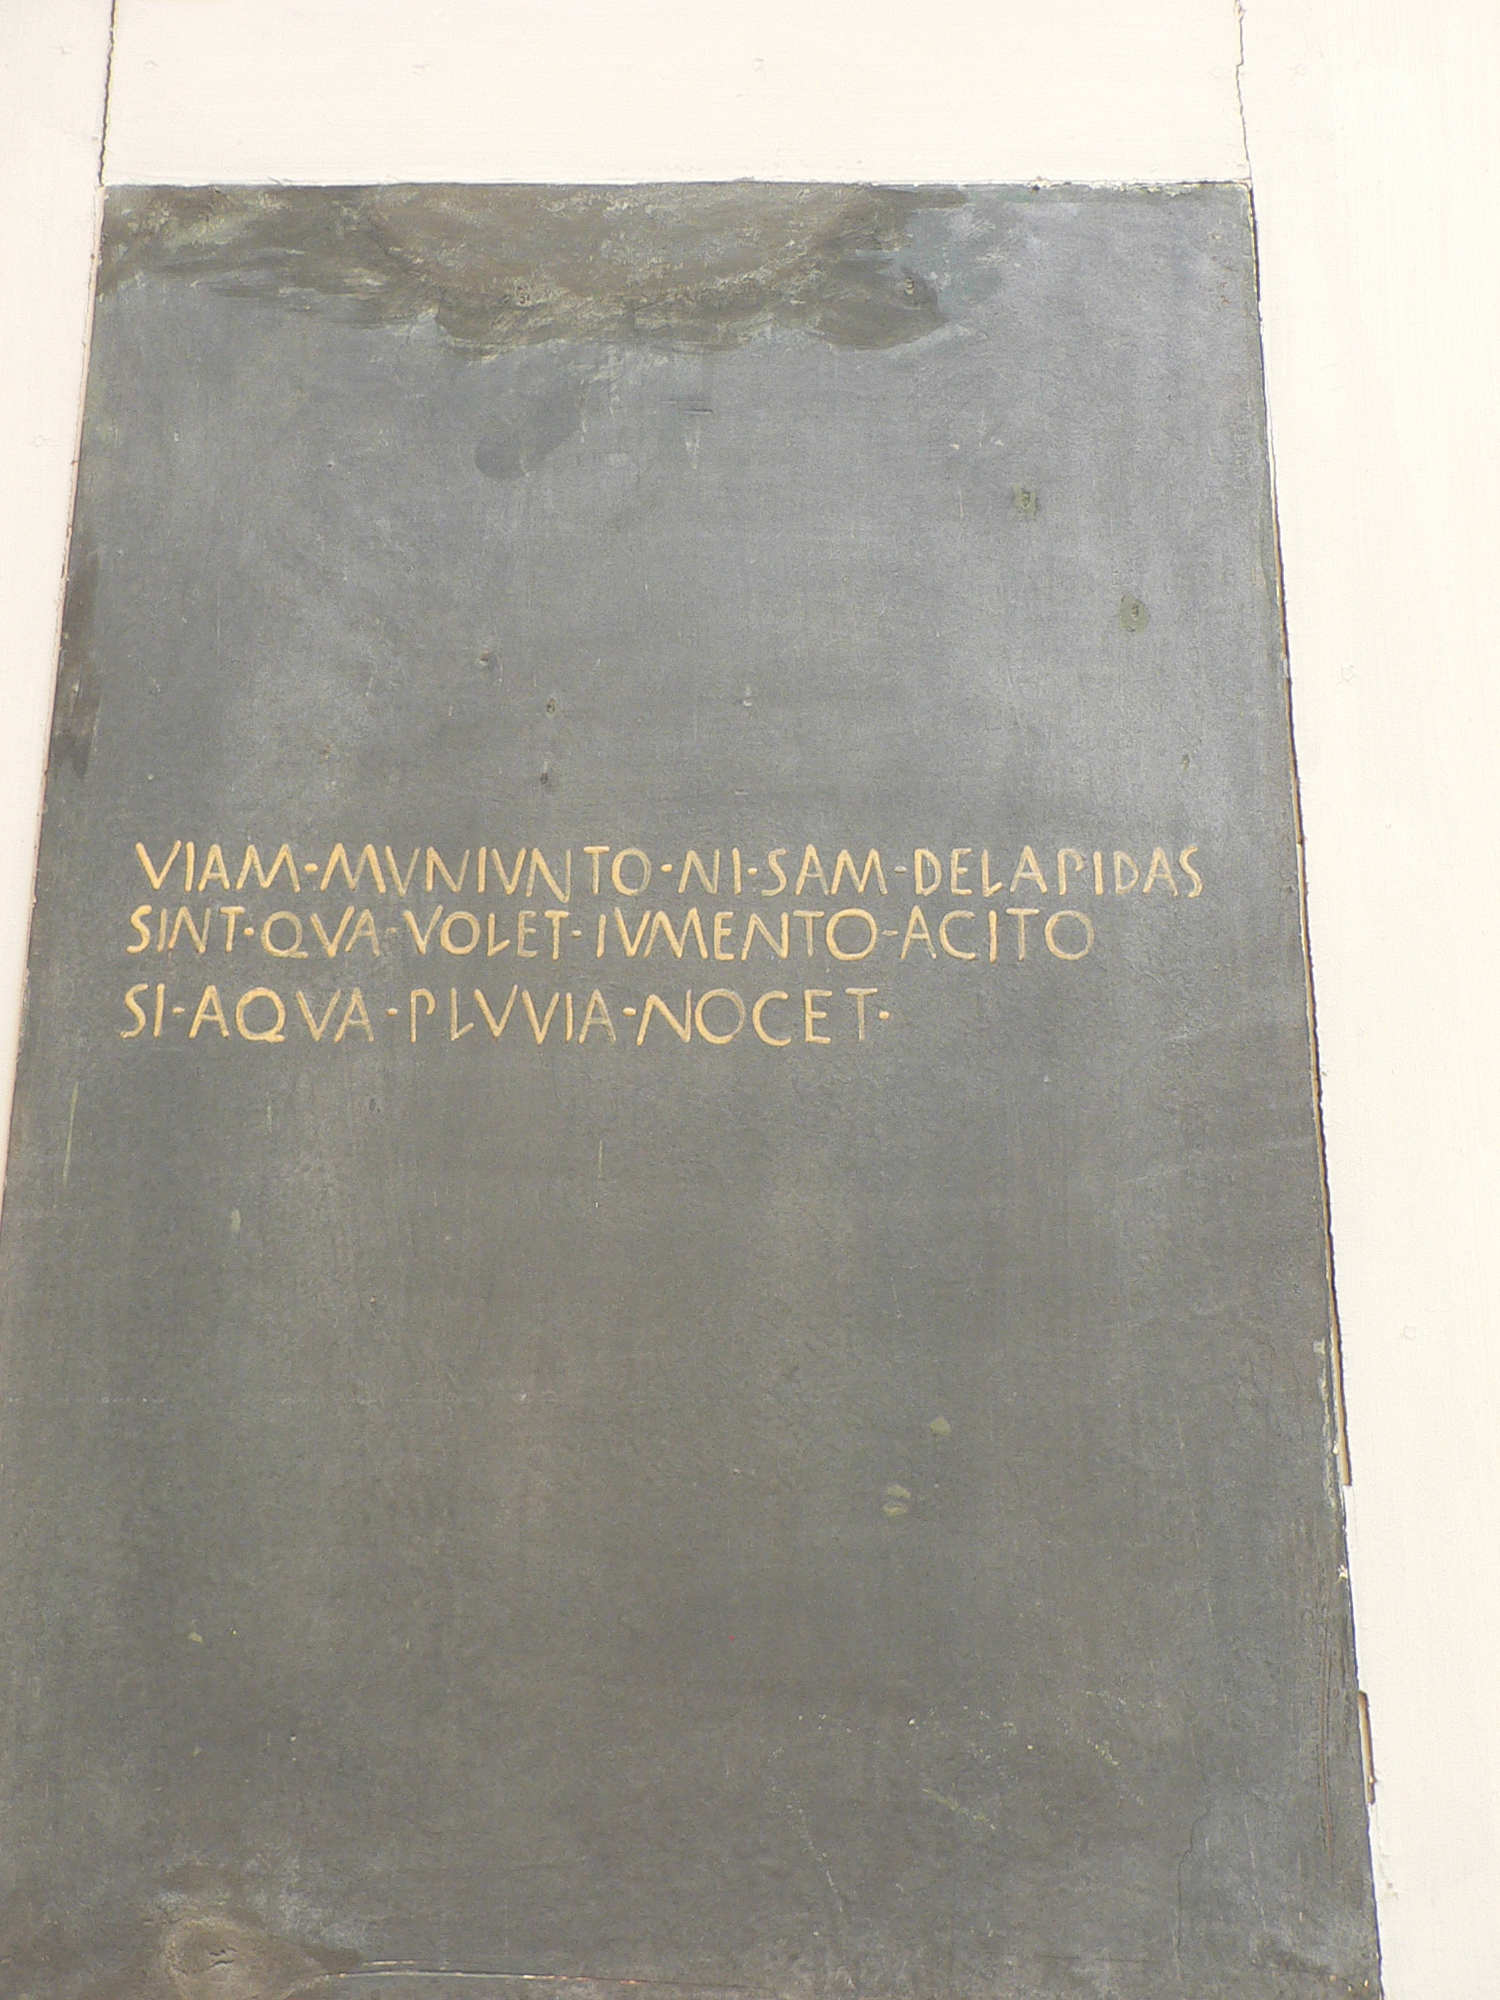 VIAM·MVNIVNTO·NI·SAM·DELAPIDAS
SINT·QVA·VOLET·IVMENTO·ACITO
SI·AQVA·PLVVIA·NOCET·